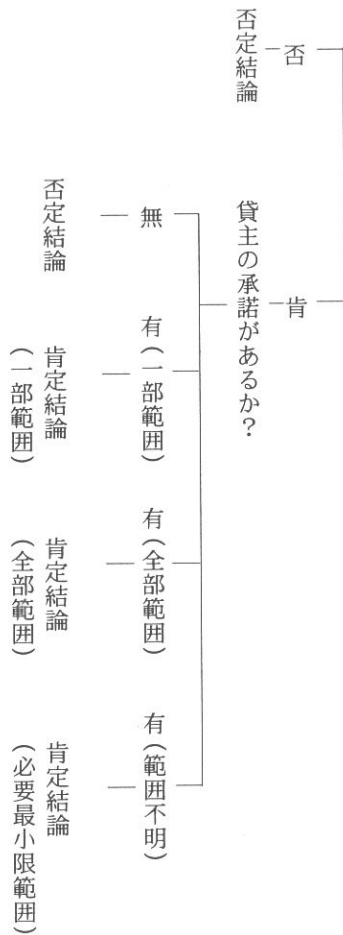 否
否定結論
肯
貸主の承諾があるか？
無
否定結論
有(一部範囲)
肯定結論
(一部範囲)
有(全部範囲)
肯定結論
(全部範囲)
有(範囲不明)
肯定結論
(必要最小限範囲)